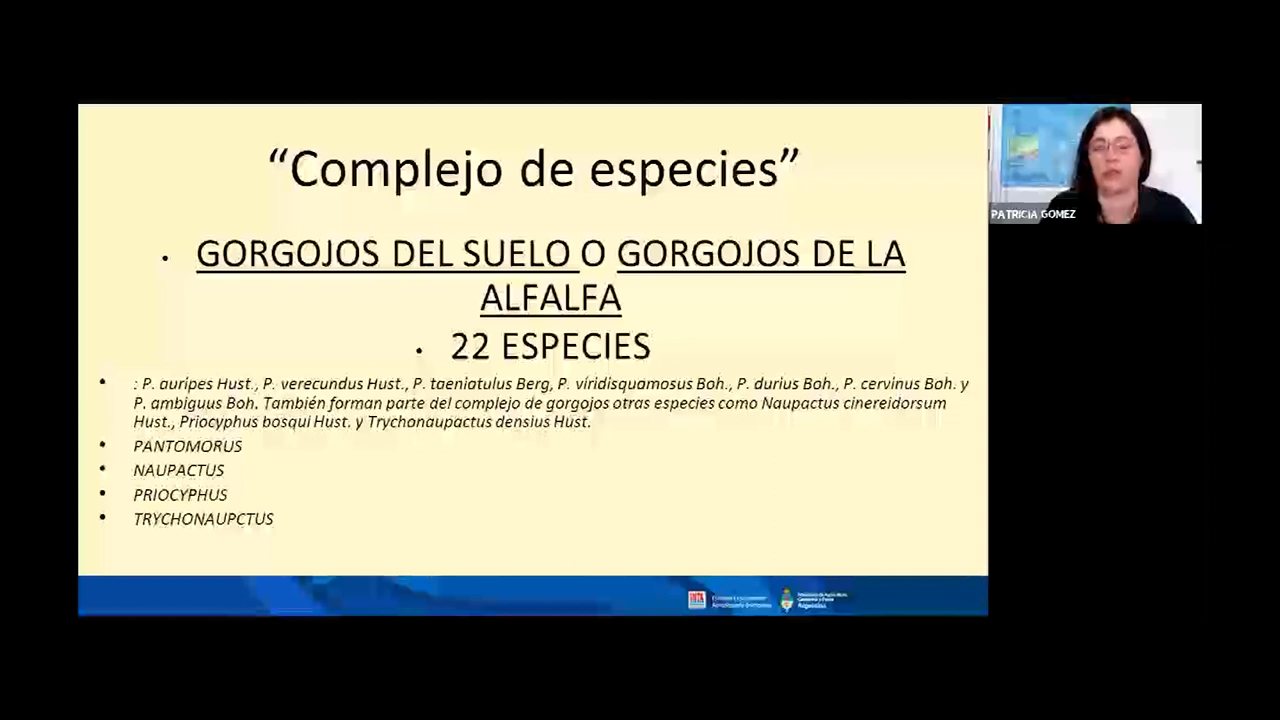 “Complejo de especies”
• GORGOJOS DEL SUELO O GORGOJOS DE LA
ALFALFA
• 22 ESPECIES
• : P. auripes Hust., P. verecundus Hust., P. taeniatulus Berg, P. viridisquamosus Boh., P. durius Boh., P. cervinus Boh. y
P. ambiguus Boh. También forman parte del complejo de gorgojos otras especies como Naupactus cinereidorsum
Hust., Priocyphus bosqui Hust. y Trychonaupactus densius Hust.
• PANTOMORUS
• NAUPACTUS
• PRIOCYPHUS
• TRYCHONAUPCTUS
PATRICIA GOMEZ
INTA
Argentina